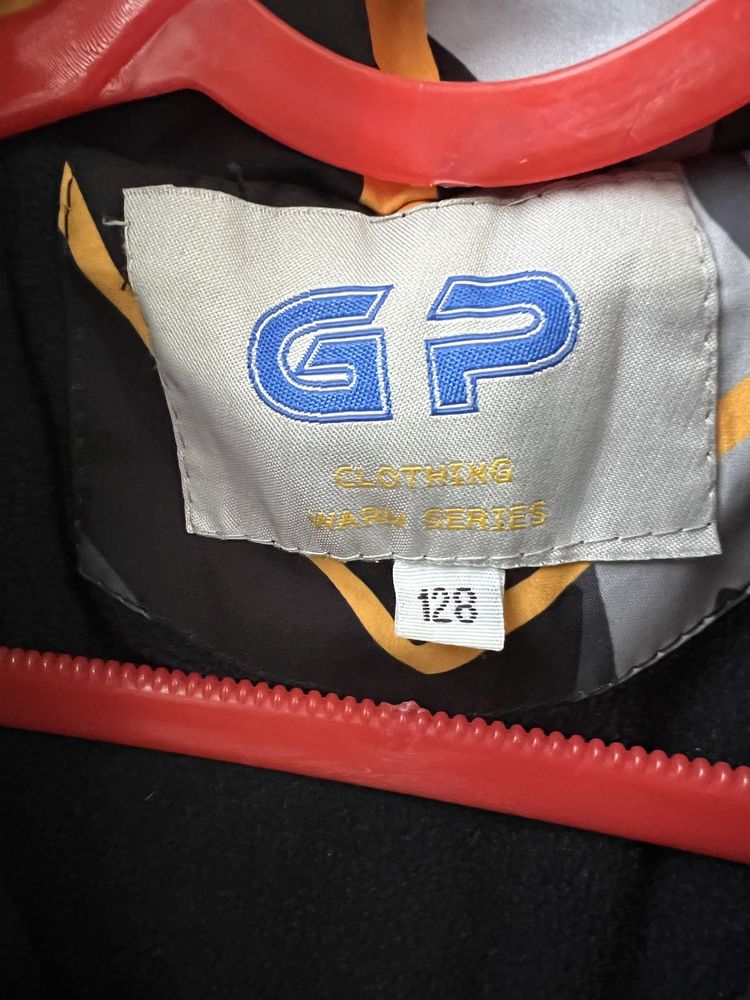 GP
CLOTHING
WARM SERIES
128